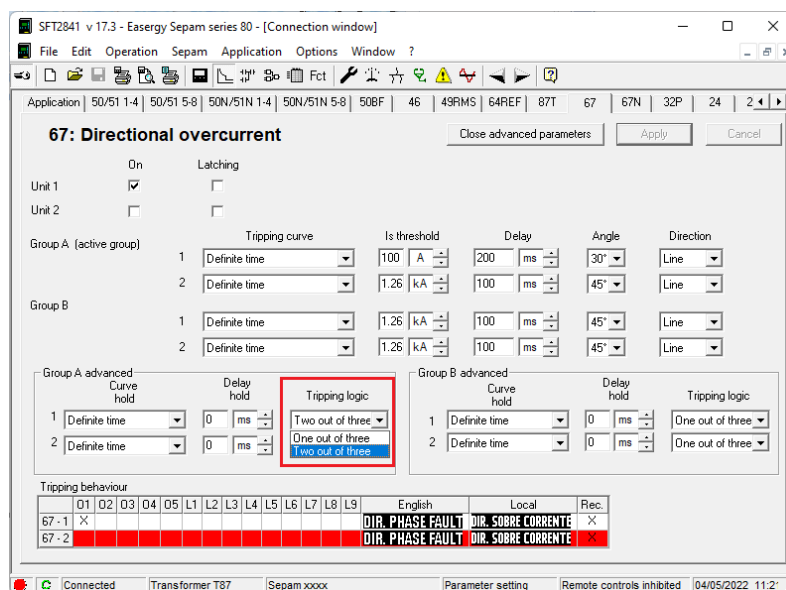 SFT2841 v 17.3 - Easergy Sepam series 80 - [Connection window]
File Edit Operation Sepam Application Options Window ?
Fct
Application 50/51 1-4 50/51 5-8 50N/51N 1-4 50N/51N 5-8 50BF 46 49RMS 64REF 87T 67 67N 32P 24 2
67: Directional overcurrent
Close advanced parameters Apply Cancel
On Latching
Unit 1
Unit 2
Tripping curve Is threshold Delay Angle Direction
Group A (active group)
1 Definite time 100 A 200 ms 30° Line
2 Definite time 1.26 kA 100 ms 45° Line
Group B
1 Definite time 1.26 kA 100 ms 45° Line
2 Definite time 1.26 kA 100 ms 45° Line
Group A advanced
Curve hold Delay hold Tripping logic
1 Definite time 0 ms Two out of three
One out of three
2 Definite time 0 ms Two out of three
Group B advanced
Curve hold Delay hold Tripping logic
1 Definite time 0 ms One out of three
2 Definite time 0 ms One out of three
Tripping behaviour
O1 O2 O3 O4 O5 L1 L2 L3 L4 L5 L6 L7 L8 L9 English Local Rec.
67 - 1 X DIR. PHASE FAULT DIR. SOBRE CORRENTE X
67 - 2 DIR. PHASE FAULT DIR. SOBRE CORRENTE X
Connected Transformer T87 Sepam xxxx Parameter setting Remote controls inhibited 04/05/2022 11:2